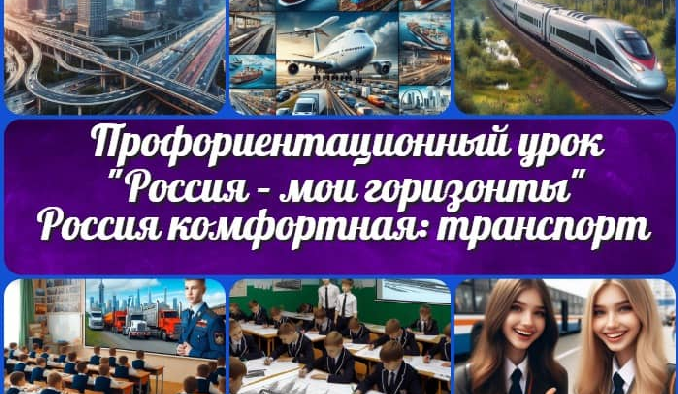 Профориентационный урок
"Россия – мои горизонты"
Россия комфортная: транспорт